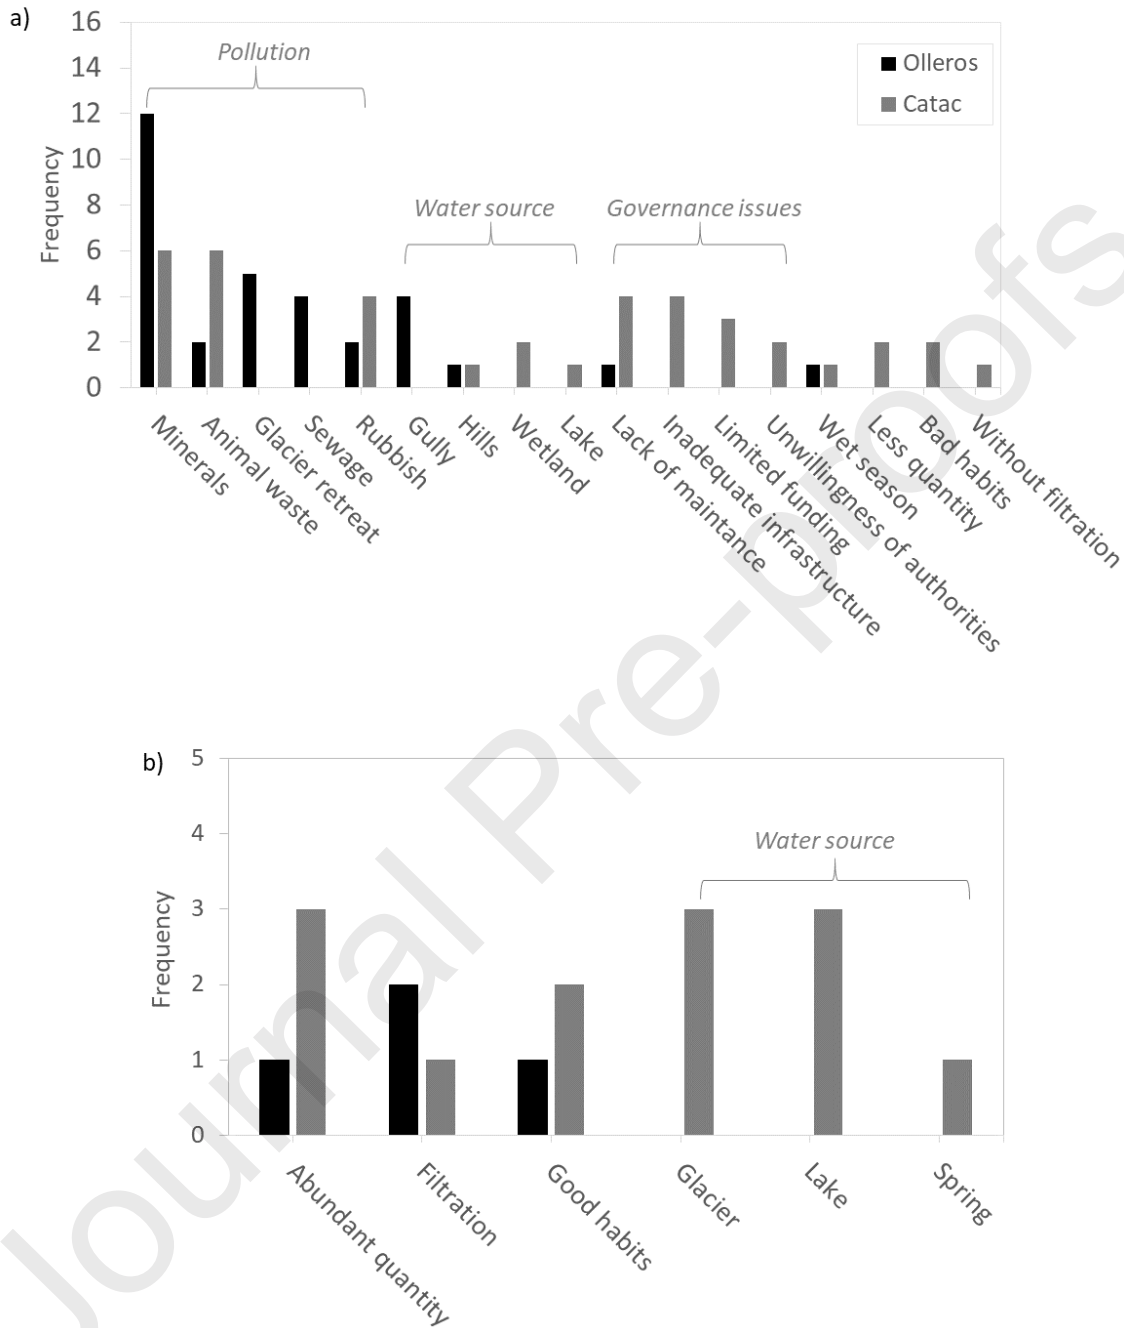 a)
16
14
12
10
8
6
4
2
0
Frequency
Pollution
Water source
Governance issues
Olleros
Catac
Minerals
Animal waste
Glacier retreat
Sewage
Rubbish
Gully
Hills
Wetland
Lake
Lack of maintance
Inadequate infrastructure
Limited funding
Unwillingness of authorities
Wet season
Less quantity
Bad habits
Without filtration
b)
5
4
3
2
1
0
Frequency
Water source
Abundant quantity
Filtration
Good habits
Glacier
Lake
Spring
Journal Pre-proofs